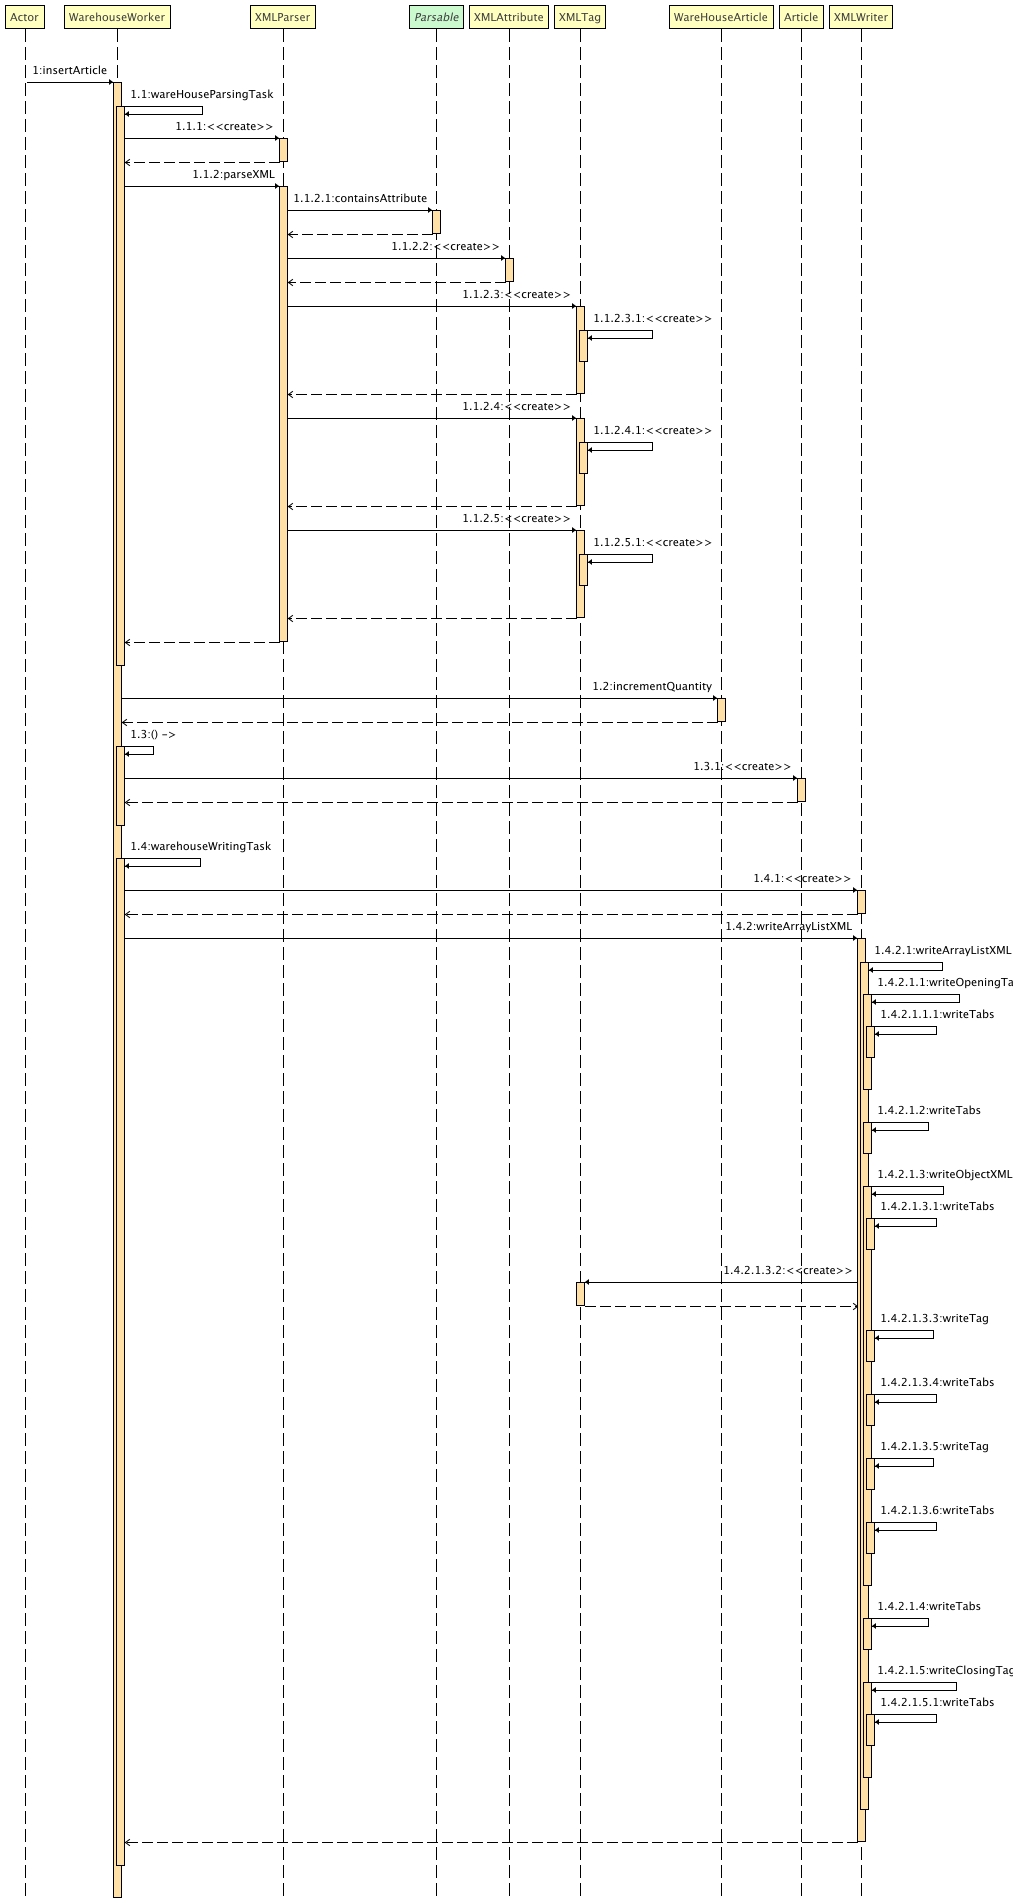 Actor WarehouseWorker XMLParser Parsable XMLAttribute XMLTag WareHouseArticle Article XMLWriter
1:insertArticle
1.1:wareHouseParsingTask
1.1.1:<<create>>
1.1.2:parseXML
1.1.2.1:containsAttribute
1.1.2.2:<<create>>
1.1.2.3:<<create>>
1.1.2.3.1:<<create>>
1.1.2.4:<<create>>
1.1.2.4.1:<<create>>
1.1.2.5:<<create>>
1.1.2.5.1:<<create>>
1.2:incrementQuantity
1.3:() ->
1.3.1:<<create>>
1.4:warehouseWritingTask
1.4.1:<<create>>
1.4.2:writeArrayListXML
1.4.2.1:writeArrayListXML
1.4.2.1.1:writeOpeningTa
1.4.2.1.1.1:writeTabs
1.4.2.1.2:writeTabs
1.4.2.1.3:writeObjectXML
1.4.2.1.3.1:writeTabs
1.4.2.1.3.2:<<create>>
1.4.2.1.3.3:writeTag
1.4.2.1.3.4:writeTabs
1.4.2.1.3.5:writeTag
1.4.2.1.3.6:writeTabs
1.4.2.1.4:writeTabs
1.4.2.1.5:writeClosingTag
1.4.2.1.5.1:writeTabs